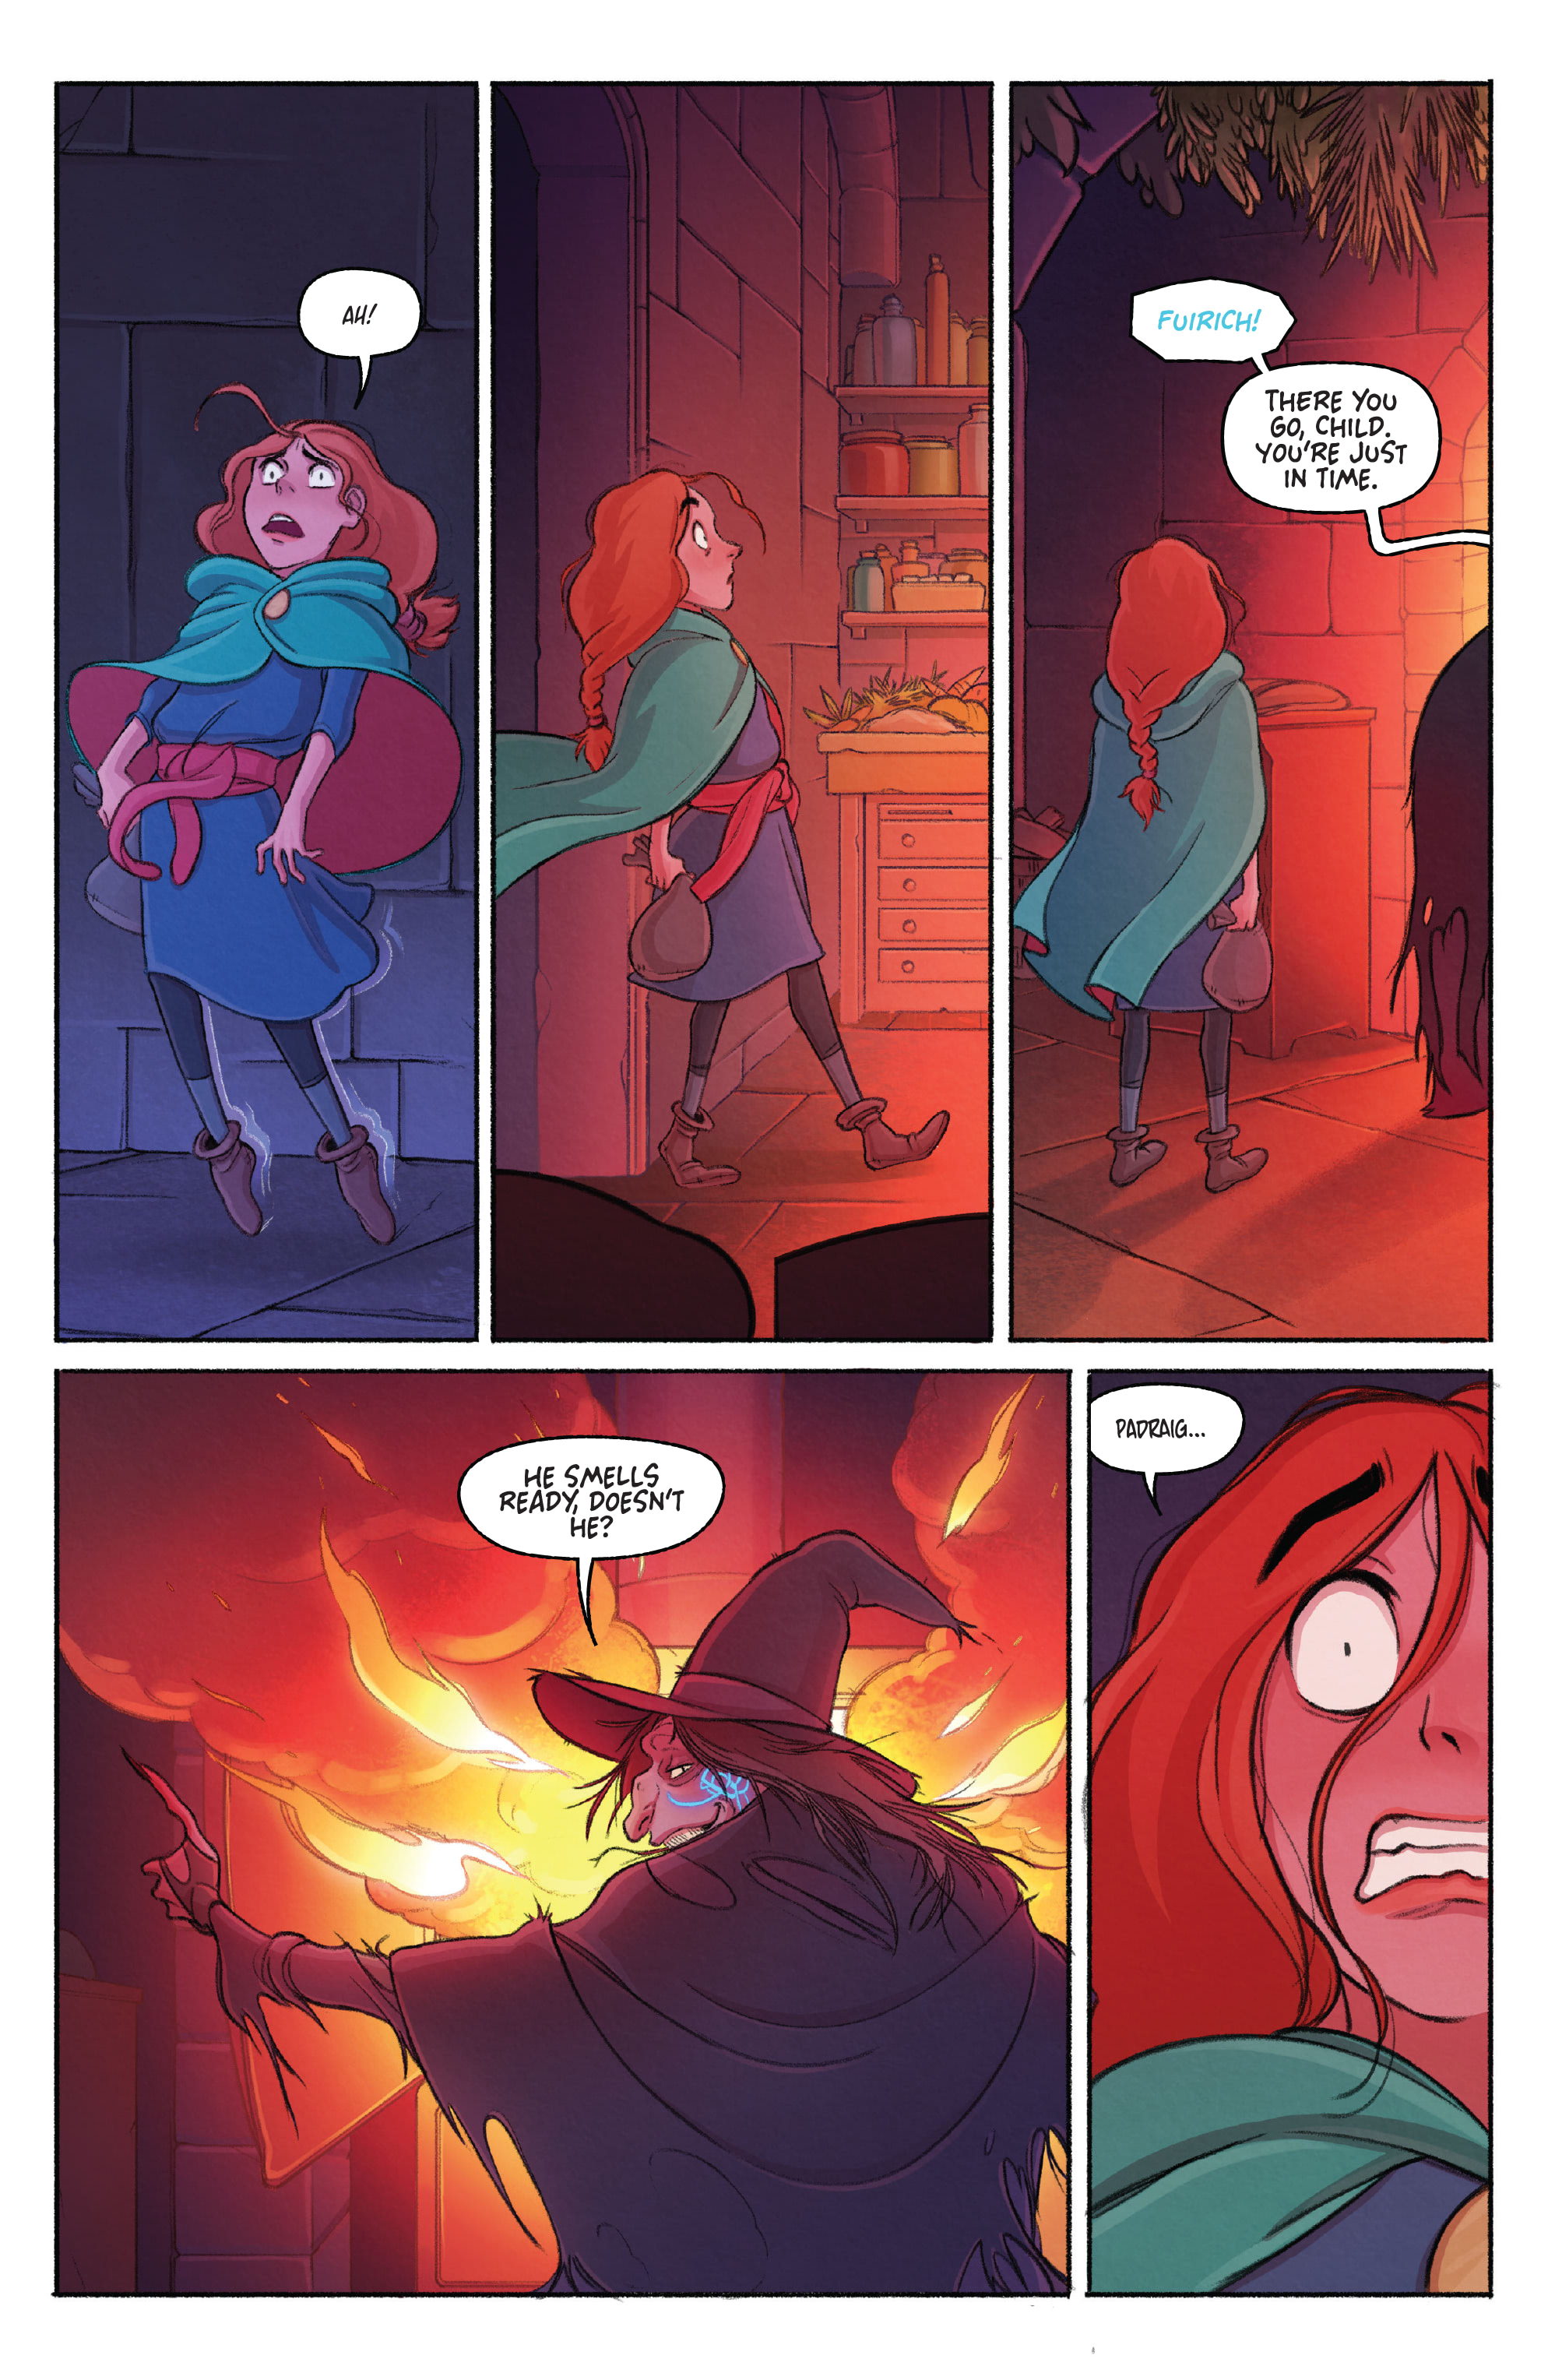 AH!
FUIRICH!
THERE YOU
GO, CHILD.
YOU'RE JUST
IN TIME.
HE SMELLS
READY, DOESN'T
HE?
PADRAIG...